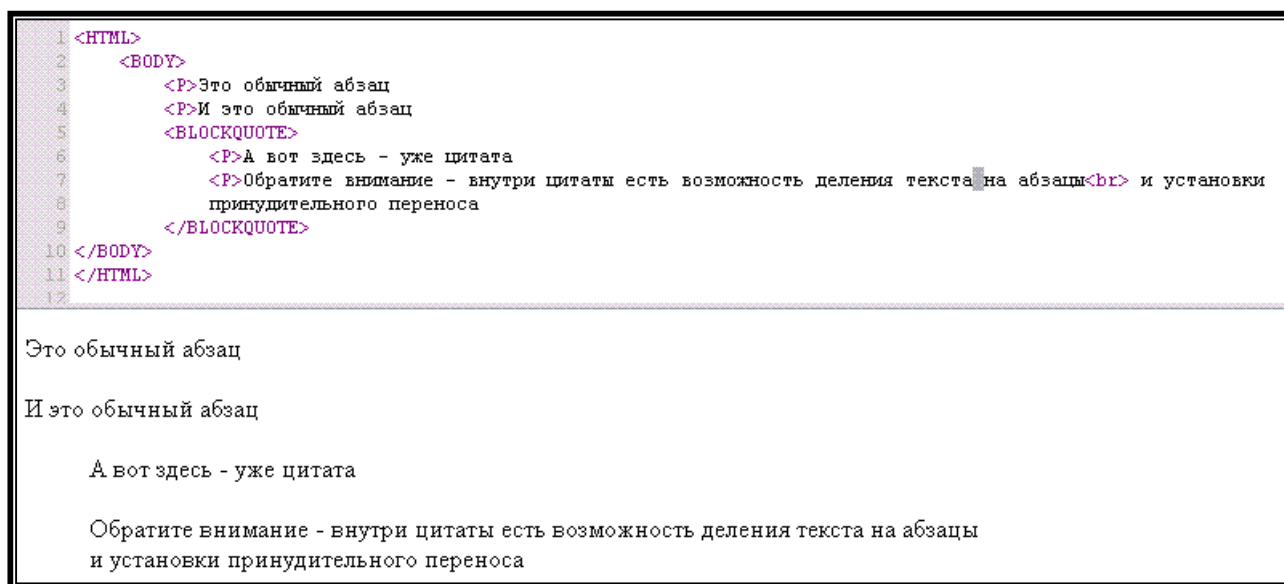 1 <HTML>
2 <BODY>
3 <P>Это обычный абзац
4 <P>И это обычный абзац
5 <BLOCKQUOTE>
6 <P>А вот здесь - уже цитата
7 <P>Обратите внимание - внутри цитаты есть возможность деления текста на абзацы<br> и установки
8 принудительного переноса
9 </BLOCKQUOTE>
10 </BODY>
11 </HTML>
12
Это обычный абзац
И это обычный абзац
А вот здесь - уже цитата
Обратите внимание - внутри цитаты есть возможность деления текста на абзацы
и установки принудительного переноса